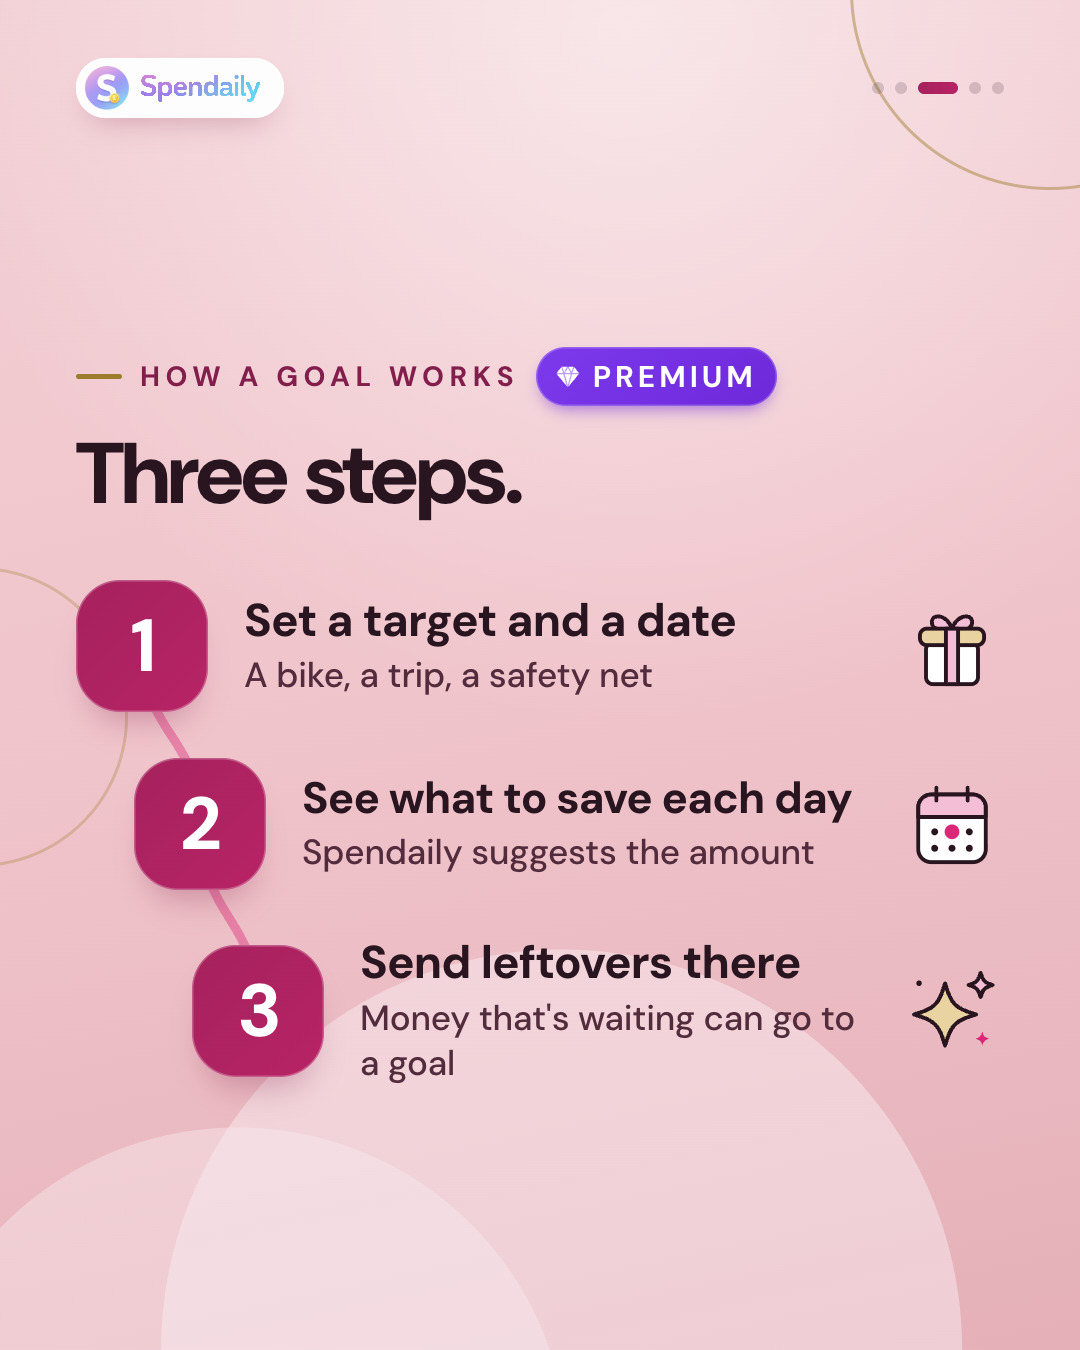 Spendaily
HOW A GOAL WORKS PREMIUM
Three steps.
1
Set a target and a date
A bike, a trip, a safety net
2
See what to save each day
Spendaily suggests the amount
3
Send leftovers there
Money that's waiting can go to
a goal